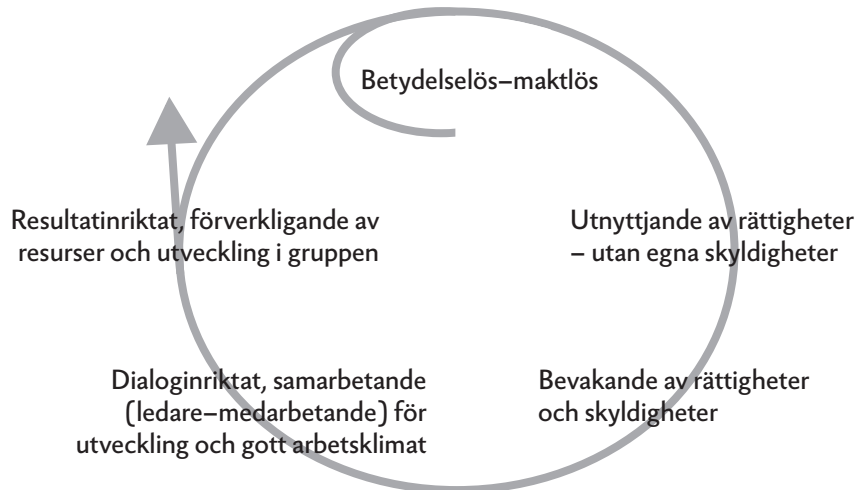 Betydelselös–maktlös
Utnyttjande av rättigheter
– utan egna skyldigheter
Bevakande av rättigheter
och skyldigheter
Dialoginriktat, samarbetande
(ledare–medarbetande) för
utveckling och gott arbetsklimat
Resultatinriktat, förverkligande av
resurser och utveckling i gruppen